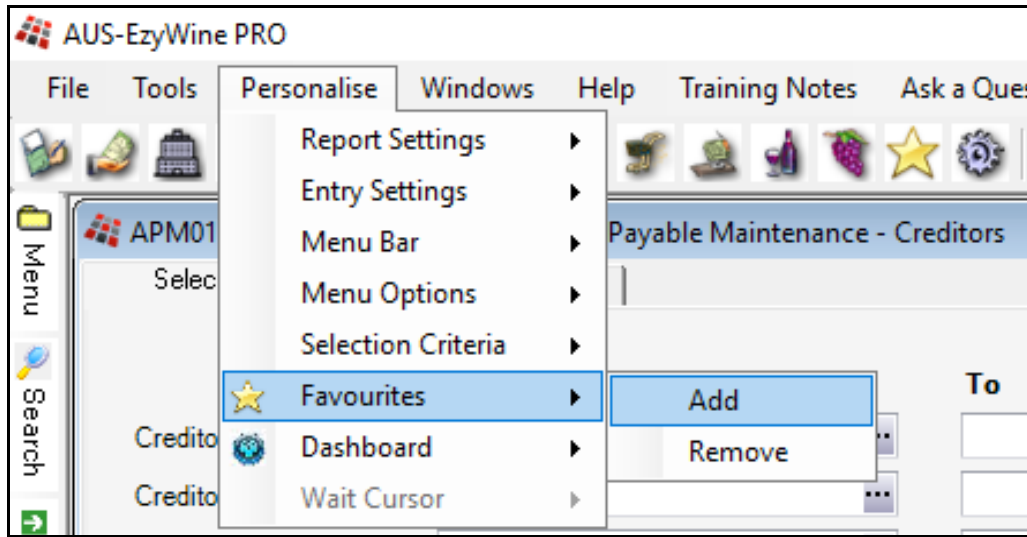 AUS-EzyWine PRO
File Tools Personalise Windows Help Training Notes Ask a Ques
Report Settings
Entry Settings
Menu Bar
Menu Options
Selection Criteria
Favourites
Dashboard
Wait Cursor
Add
Remove
Menu
Search
APM01 Payable Maintenance - Creditors
Selec
To
Credito
Credito